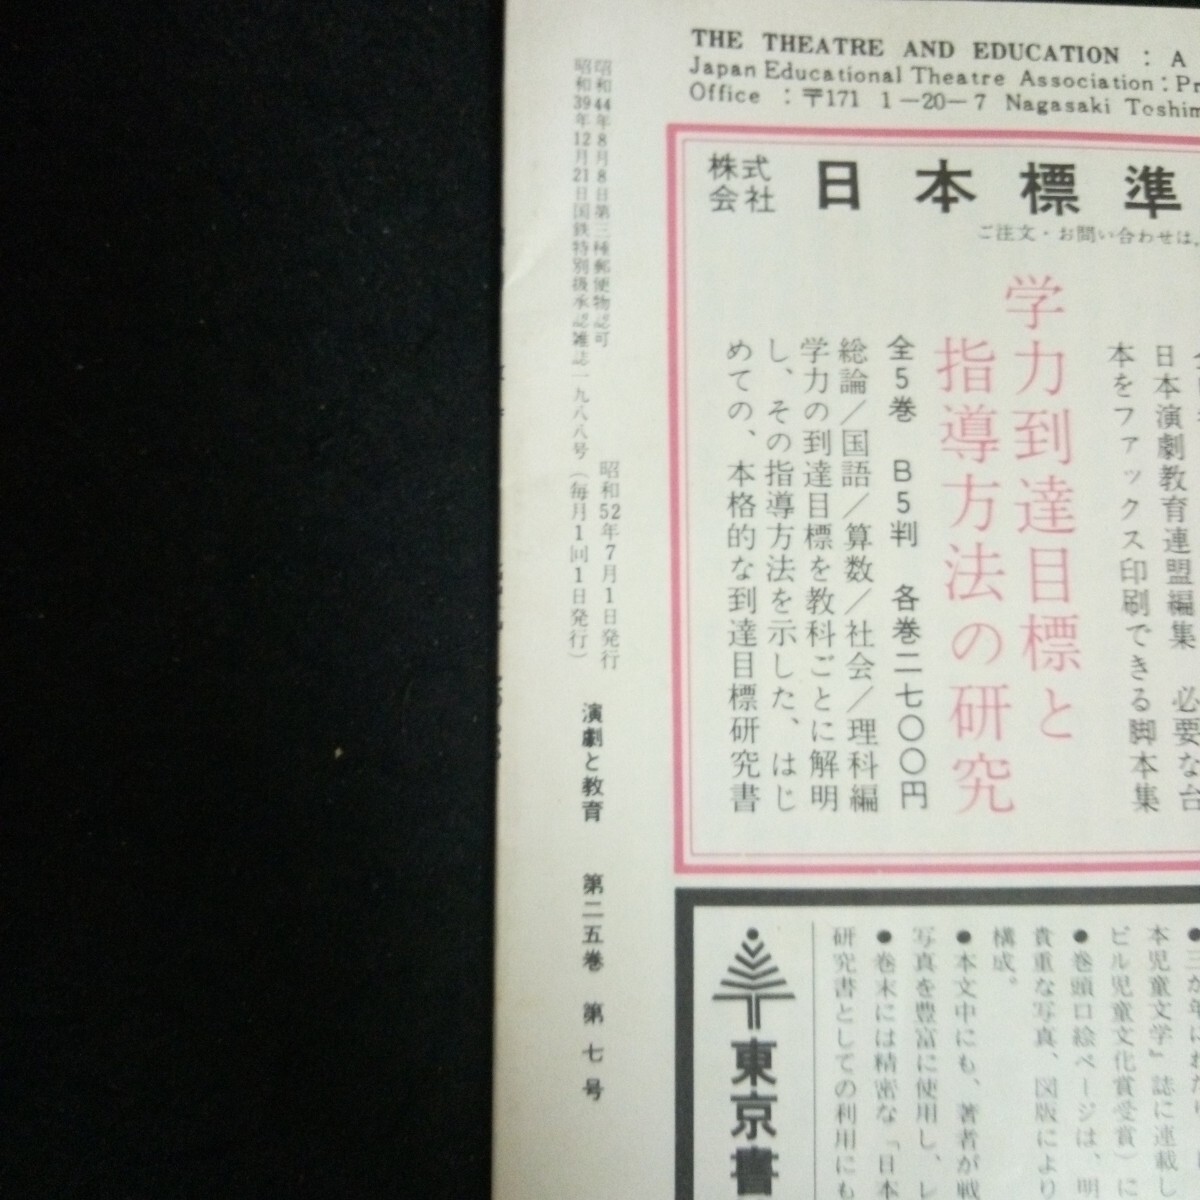 THE THEATRE AND EDUCATION : A
Japan Educational Theatre Association : Pr
Office : 〒171 1-20-7 Nagasaki Toshim
株式会社 日本標準
ご注文・お問い合わせは、
日本演劇教育連盟編集 必要な台
本をファックス印刷できる脚本集
学力到達目標と
指導方法の研究
全5巻 B5判 各巻二七〇〇円
総論/国語/算数/社会/理科編
学力の到達目標を教科ごとに解明
し、その指導方法を示した、はじ
めての、本格的な到達目標研究書
昭和44年8月8日第三種郵便物認可
昭和39年12月21日国鉄特別扱承認雑誌一九八八号(毎月1回1日発行)
昭和52年7月1日発行
演劇と教育 第二五巻 第七号
本児童文学』誌に連載し
ビル児童文化賞受賞)に
●巻頭口絵ページは、明
貴重な写真、図版により
構成。
●本文中にも、著者が戦
写真を豊富に使用し、レ
●巻末には精密な「日本
研究書としての利用にも
東京書